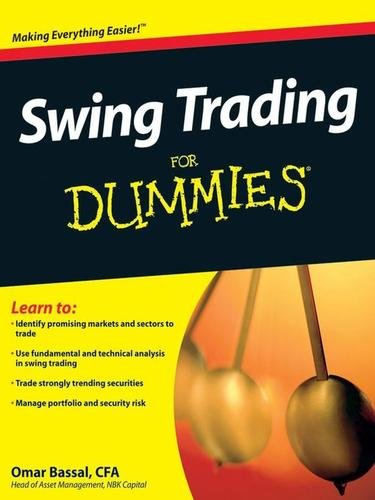 Making Everything Easier!™
Swing Trading
FOR
DUMMIES®
Learn to:
• Identify promising markets and sectors to
trade
• Use fundamental and technical analysis
in swing trading
• Trade strongly trending securities
• Manage portfolio and security risk
Omar Bassal, CFA
Head of Asset Management, NBK Capital